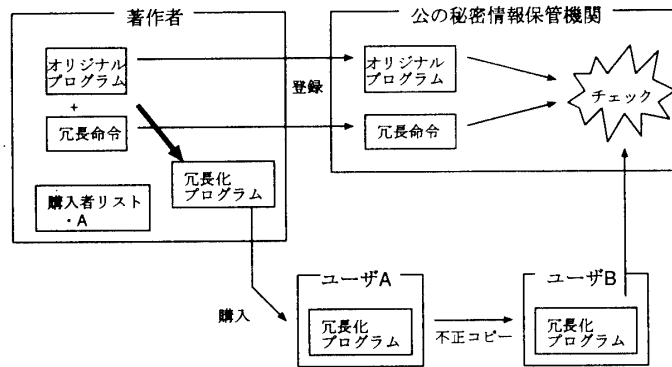 著作者
オリジナル
プログラム
+
冗長命令
購入者リスト
・A
冗長化
プログラム
登録
公の秘密情報保管機関
オリジナル
プログラム
冗長命令
チェック
購入
ユーザA
冗長化
プログラム
不正コピー
ユーザB
冗長化
プログラム